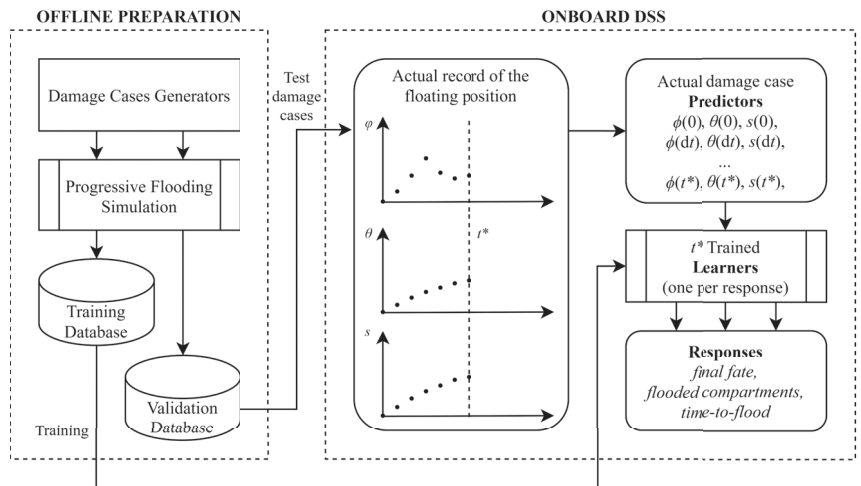 OFFLINE PREPARATION
Damage Cases Generators
Progressive Flooding
Simulation
Training
Database
Validation
Database
Training
Test
damage
cases
ONBOARD DSS
Actual record of the
floating position
φ
θ
t*
s
Actual damage case
Predictors
ϕ(0), θ(0), s(0),
ϕ(dt), θ(dt), s(dt),
...
ϕ(t*), θ(t*), s(t*),
t* Trained
Learners
(one per response)
Responses
final fate,
flooded compartments,
time-to-flood